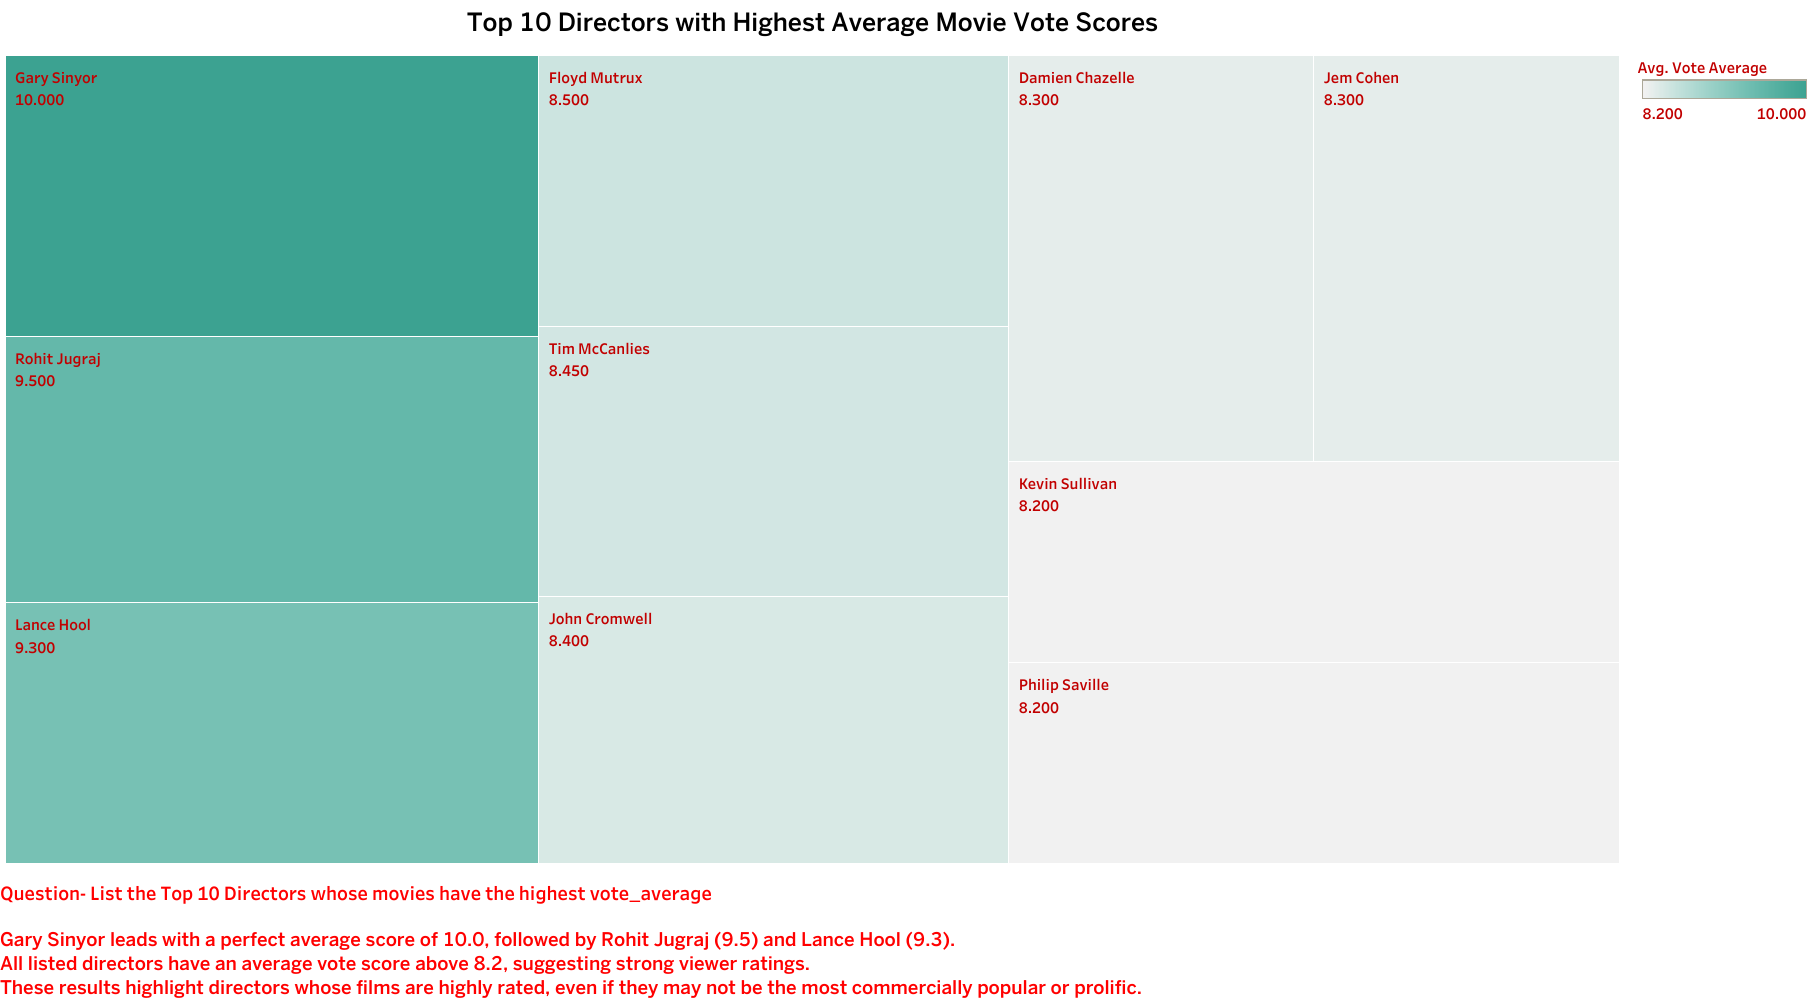 Top 10 Directors with Highest Average Movie Vote Scores
Gary Sinyor
10.000
Rohit Jugraj
9.500
Lance Hool
9.300
Floyd Mutrux
8.500
Tim McCanlies
8.450
John Cromwell
8.400
Damien Chazelle
8.300
Jem Cohen
8.300
Kevin Sullivan
8.200
Philip Saville
8.200
Avg. Vote Average
8.200 10.000
Question- List the Top 10 Directors whose movies have the highest vote_average
Gary Sinyor leads with a perfect average score of 10.0, followed by Rohit Jugraj (9.5) and Lance Hool (9.3).
All listed directors have an average vote score above 8.2, suggesting strong viewer ratings.
These results highlight directors whose films are highly rated, even if they may not be the most commercially popular or prolific.